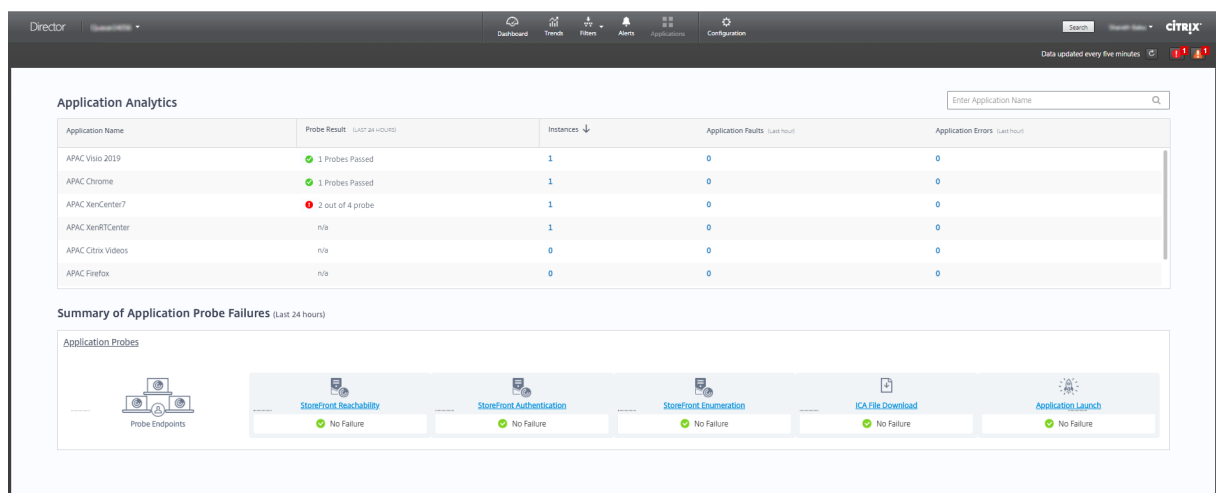 Director
Dashboard Trends Filters Alerts Applications Configuration
Search
CITRIX
Data updated every five minutes 1 1
Application Analytics
Enter Application Name
Application Name Probe Result (LAST 24 HOURS) Instances Application Faults (Last hour) Application Errors (Last hour)
APAC Visio 2019 1 Probes Passed 1 0 0
APAC Chrome 1 Probes Passed 1 0 0
APAC XenCenter7 2 out of 4 probe 1 0 0
APAC XenRTCenter n/a 1 0 0
APAC Citrix Videos n/a 0 0 0
APAC Firefox n/a 0 0 0
Summary of Application Probe Failures (Last 24 hours)
Application Probes
Probe Endpoints
StoreFront Reachability
No Failure
StoreFront Authentication
No Failure
StoreFront Enumeration
No Failure
ICA File Download
No Failure
Application Launch
No Failure